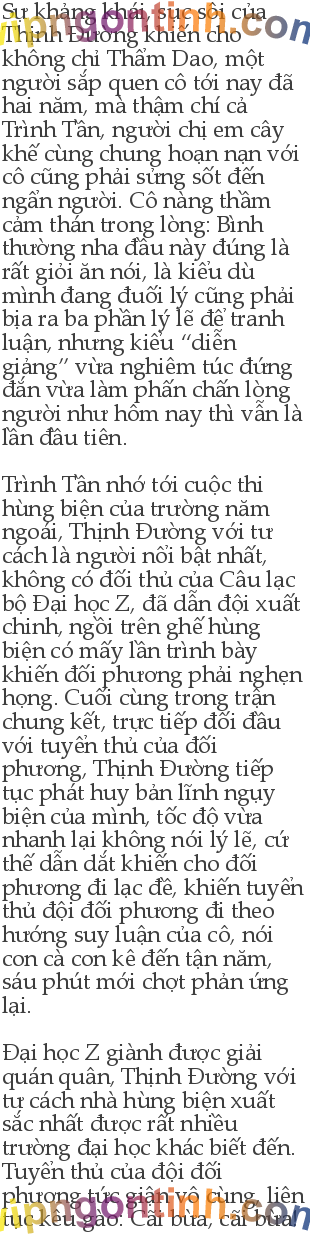 Sự khảng khái, sục sôi của
Thịnh Đường khiến cho
không chỉ Thẩm Dao, một
người sắp quen cô tới nay đã
hai năm, mà thậm chí cả
Trình Tần, người chị em cây
khế cùng chung hoạn nạn với
cô cũng phải sửng sốt đến
ngẩn người. Cô nàng thầm
cảm thán trong lòng: Bình
thường nha đầu này đúng là
rất giỏi ăn nói, là kiểu dù
mình đang đuối lý cũng phải
bịa ra ba phần lý lẽ để tranh
luận, nhưng kiểu “diễn
giảng” vừa nghiêm túc đứng
đắn vừa làm phấn chấn lòng
người như hôm nay thì vẫn là
lần đầu tiên.
Trình Tần nhớ tới cuộc thi
hùng biện của trường năm
ngoái, Thịnh Đường với tư
cách là người nổi bật nhất,
không có đối thủ của Câu lạc
bộ Đại học Z, đã dẫn đội xuất
chinh, ngồi trên ghế hùng
biện có mấy lần trình bày
khiến đối phương phải nghẹn
họng. Cuối cùng trong trận
chung kết, trực tiếp đối đầu
với tuyển thủ của đối
phương, Thịnh Đường tiếp
tục phát huy bản lĩnh ngụy
biện của mình, tốc độ vừa
nhanh lại không nói lý lẽ, cứ
thế dẫn dắt khiến cho đối
phương đi lạc đề, khiến tuyển
thủ đội đối phương đi theo
hướng suy luận của cô, nói
con cà con kê đến tận năm,
sáu phút mới chợt phản ứng
lại.
Đại học Z giành được giải
quán quân, Thịnh Đường với
tư cách nhà hùng biện xuất
sắc nhất được rất nhiều
trường đại học khác biết đến.
Tuyển thủ của đội đối
phương tức giận vô cùng, liên
tục kêu gào: Cãi bừa, cãi bừa!